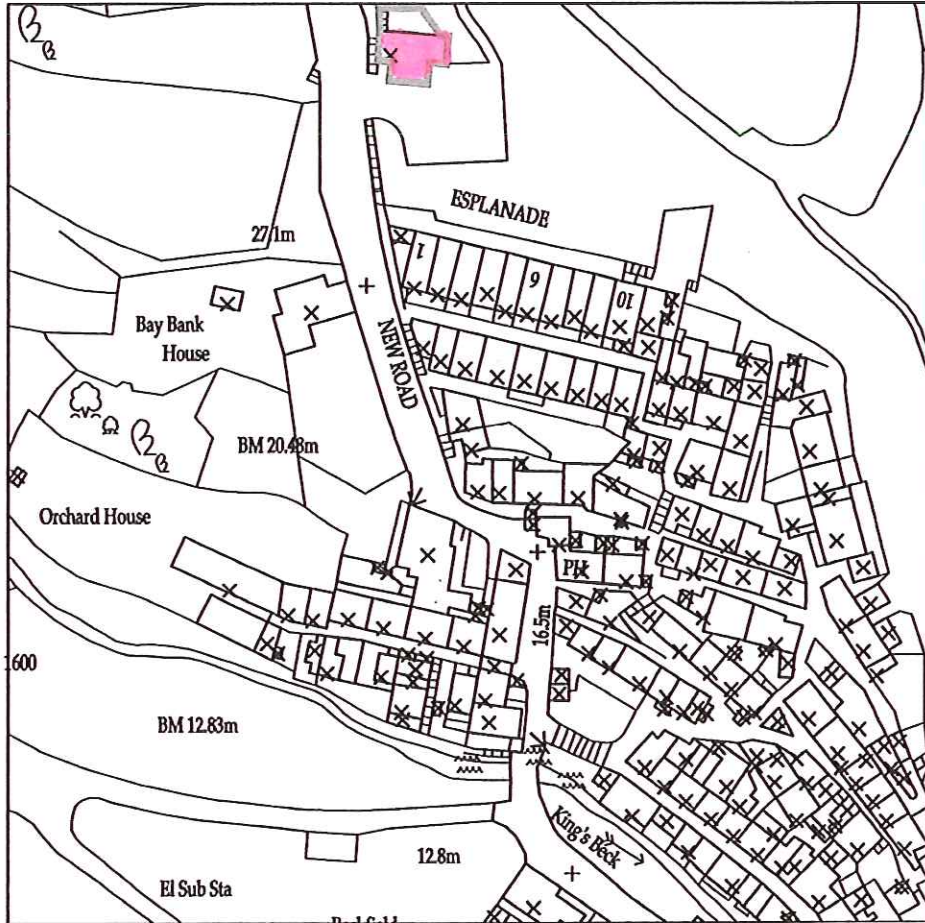 ESPLANADE
27.1m
1
6
10
Bay Bank
House
NEW ROAD
BM 20.48m
Orchard House
PH
16.5m
1600
BM 12.83m
King's Beck
12.8m
El Sub Sta